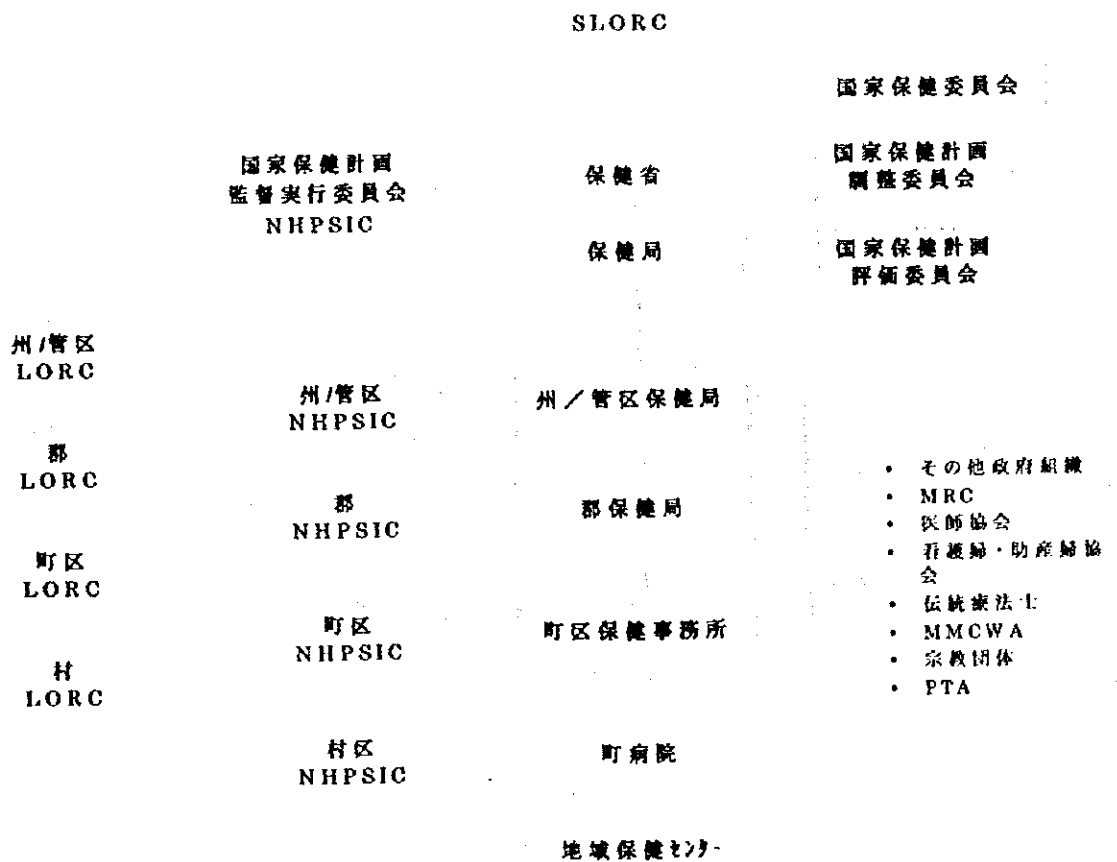 SLORC
国家保健委員会
国家保健計画
監督実行委員会
NHPSIC
保健省
国家保健計画
調整委員会
保健局
国家保健計画
評価委員会
州/管区
LORC
州/管区
NHPSIC
州／管区保健局
郡
LORC
郡
NHPSIC
郡保健局
・ その他政府組織
・ MRC
・ 医師協会
・ 看護婦・助産婦協
会
・ 伝統療法士
・ MMCWA
・ 宗教団体
・ PTA
町区
LORC
町区
NHPSIC
町区保健事務所
村
LORC
村区
NHPSIC
町病院
地域保健センター